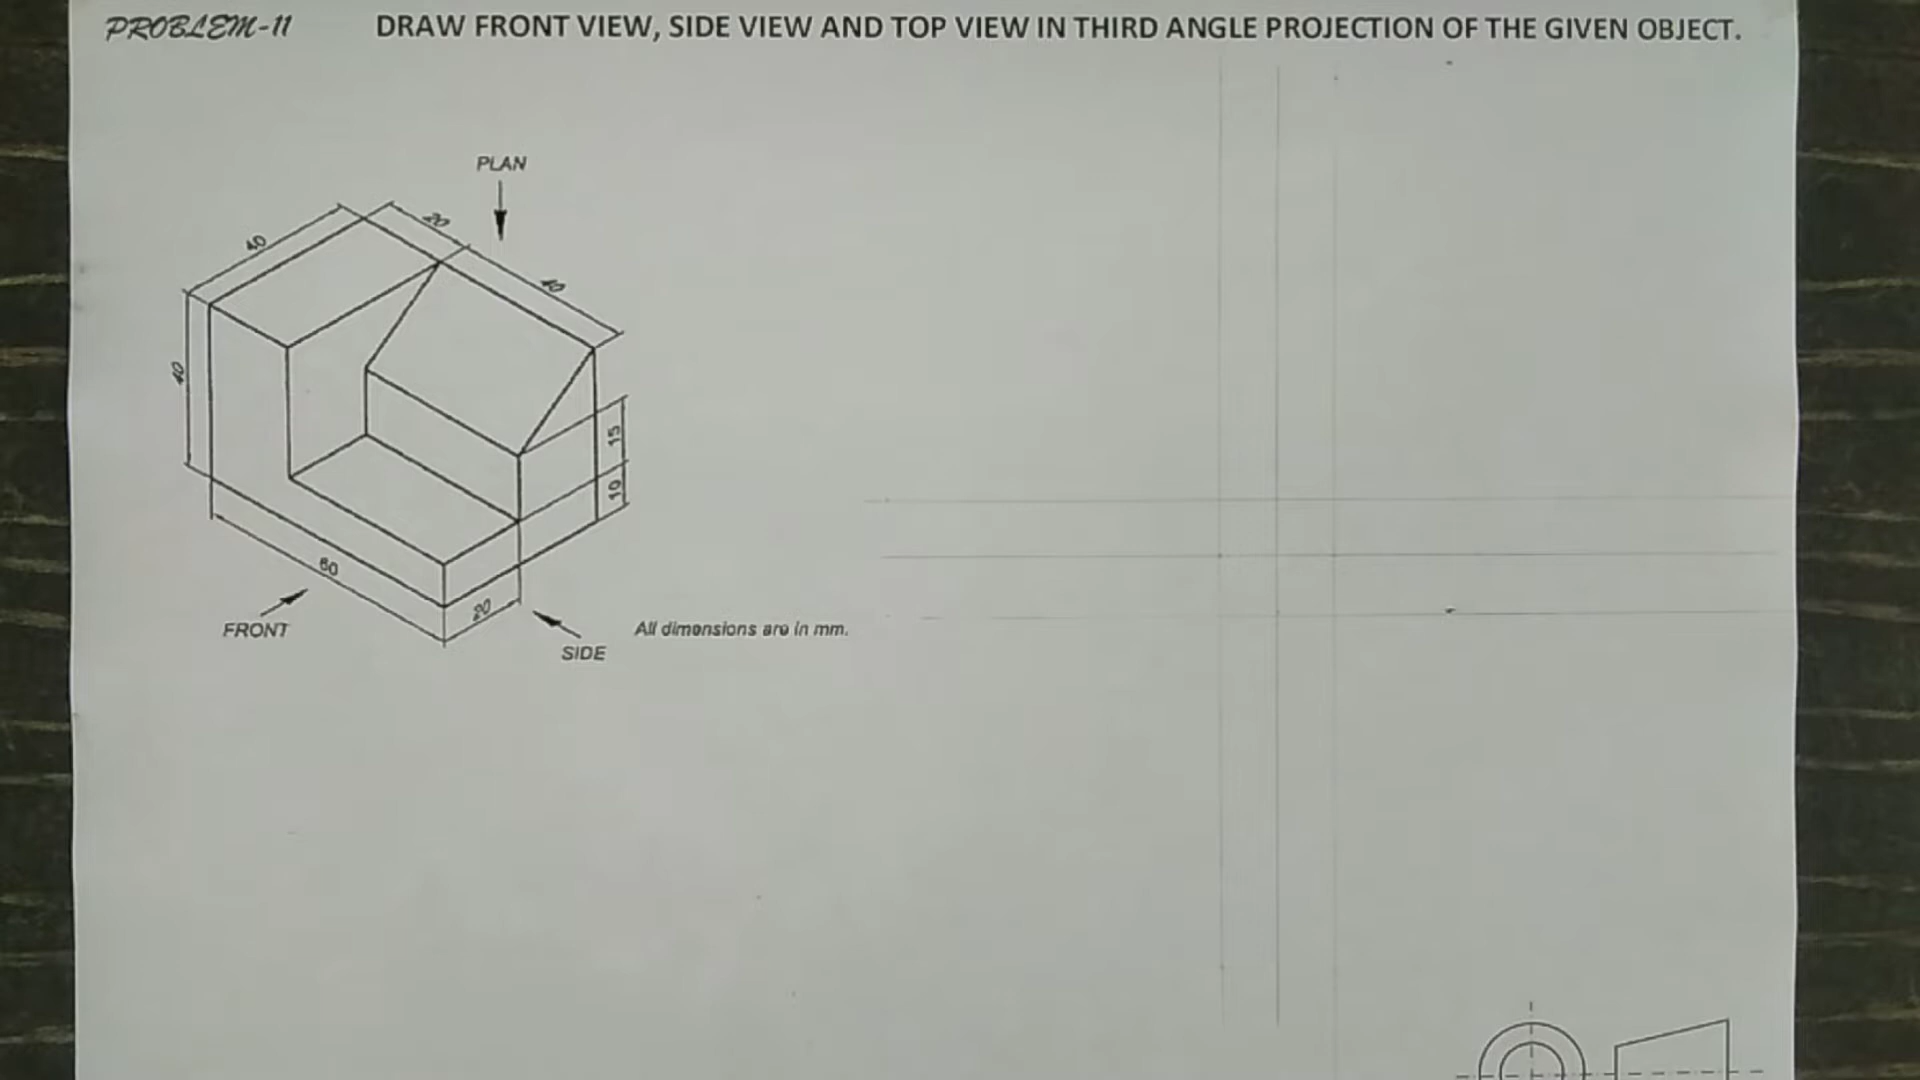 PROBLEM-11
DRAW FRONT VIEW, SIDE VIEW AND TOP VIEW IN THIRD ANGLE PROJECTION OF THE GIVEN OBJECT.
PLAN
20
40
40
40
15
10
60
20
FRONT
SIDE
All dimensions are in mm.